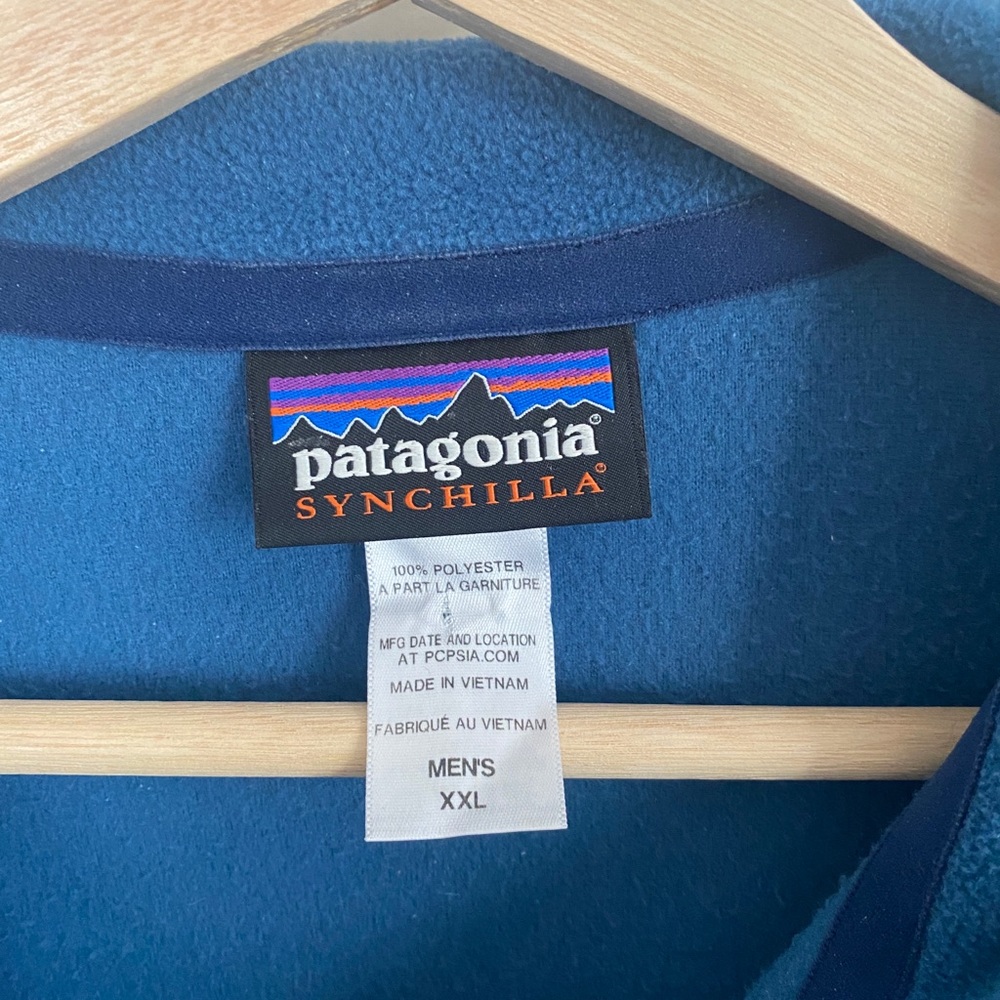 patagonia®
SYNCHILLA®
100% POLYESTER
A PART LA GARNITURE
MFG DATE AND LOCATION
AT PCPSIA.COM
MADE IN VIETNAM
FABRIQUÉ AU VIETNAM
MEN'S
XXL